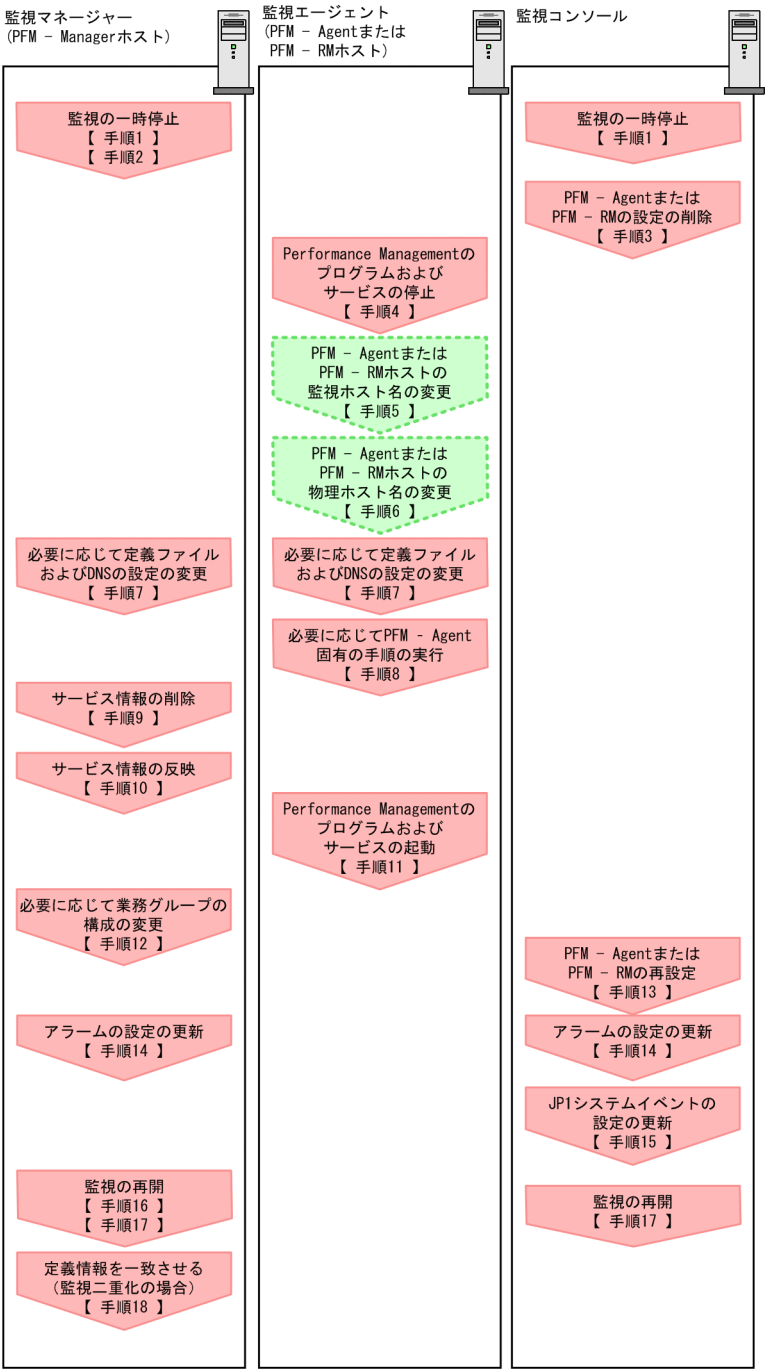 監視マネージャー
(PFM - Managerホスト)
監視の一時停止
【 手順1 】
【 手順2 】
必要に応じて定義ファイル
およびDNSの設定の変更
【 手順7 】
サービス情報の削除
【 手順9 】
サービス情報の反映
【 手順10 】
必要に応じて業務グループの
構成の変更
【 手順12 】
アラームの設定の更新
【 手順14 】
監視の再開
【 手順16 】
【 手順17 】
定義情報を一致させる
(監視二重化の場合)
【 手順18 】
監視エージェント
(PFM - Agentまたは
PFM - RMホスト)
Performance Managementの
プログラムおよび
サービスの停止
【 手順4 】
PFM - Agentまたは
PFM - RMホストの
監視ホスト名の変更
【 手順5 】
PFM - Agentまたは
PFM - RMホストの
物理ホスト名の変更
【 手順6 】
必要に応じて定義ファイル
およびDNSの設定の変更
【 手順7 】
必要に応じてPFM - Agent
固有の手順の実行
【 手順8 】
Performance Managementの
プログラムおよび
サービスの起動
【 手順11 】
監視コンソール
監視の一時停止
【 手順1 】
PFM - Agentまたは
PFM - RMの設定の削除
【 手順3 】
PFM - Agentまたは
PFM - RMの再設定
【 手順13 】
アラームの設定の更新
【 手順14 】
JP1システムイベントの
設定の更新
【 手順15 】
監視の再開
【 手順17 】